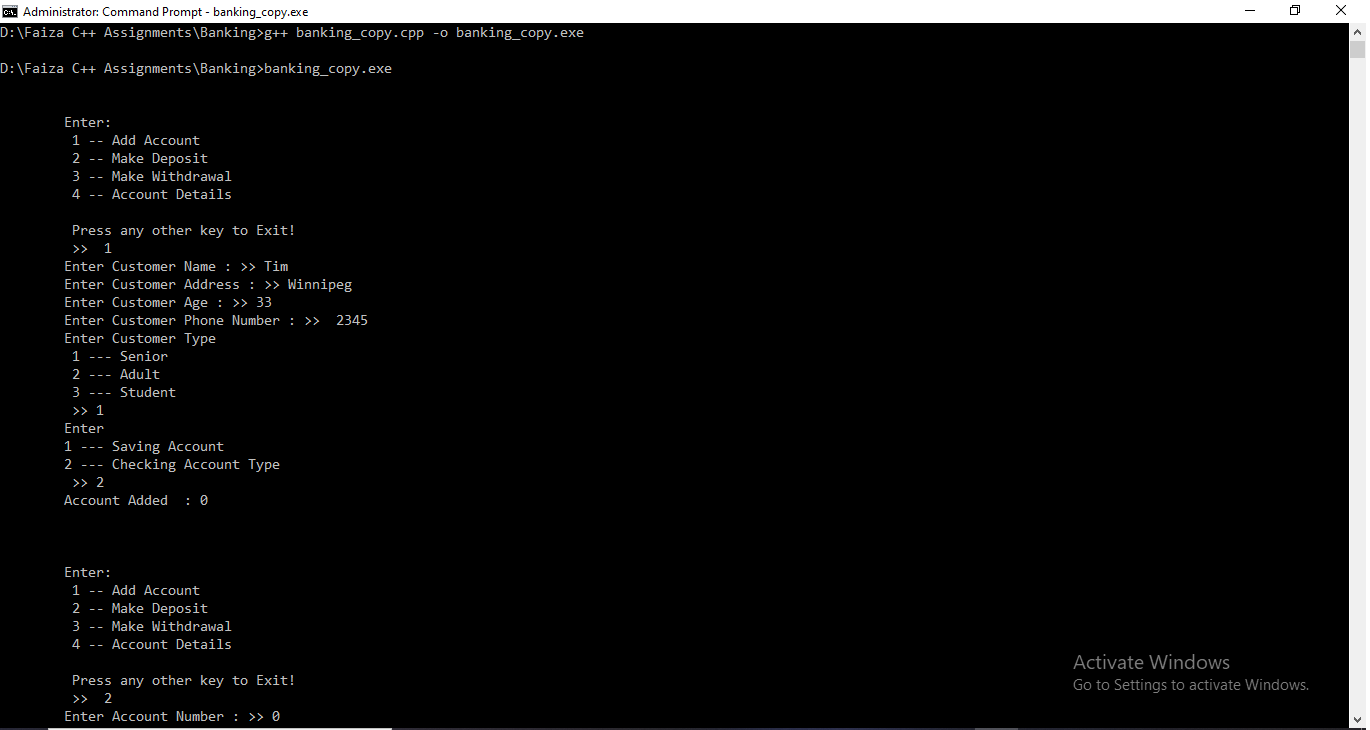 Administrator: Command Prompt - banking_copy.exe
D:\Faiza C++ Assignments\Banking>g++ banking_copy.cpp -o banking_copy.exe
D:\Faiza C++ Assignments\Banking>banking_copy.exe
Enter:
1 -- Add Account
2 -- Make Deposit
3 -- Make Withdrawal
4 -- Account Details
Press any other key to Exit!
>> 1
Enter Customer Name : >> Tim
Enter Customer Address : >> Winnipeg
Enter Customer Age : >> 33
Enter Customer Phone Number : >> 2345
Enter Customer Type
1 --- Senior
2 --- Adult
3 --- Student
>> 1
Enter
1 --- Saving Account
2 --- Checking Account Type
>> 2
Account Added : 0
Enter:
1 -- Add Account
2 -- Make Deposit
3 -- Make Withdrawal
4 -- Account Details
Press any other key to Exit!
>> 2
Enter Account Number : >> 0
Activate Windows
Go to Settings to activate Windows.